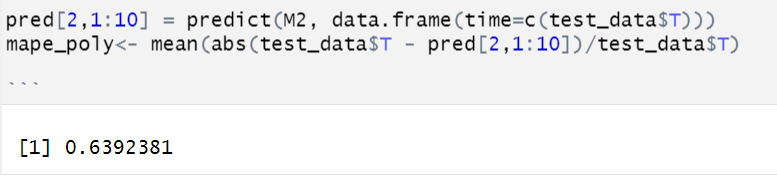 pred[2,1:10] = predict(M2, data.frame(time=c(test_data$T)))
mape_poly<- mean(abs(test_data$T - pred[2,1:10])/test_data$T)
```
[1] 0.6392381